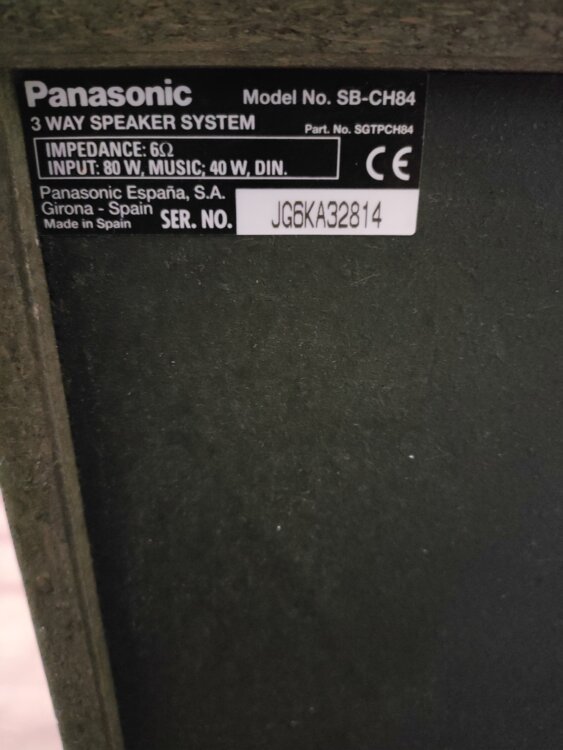 Panasonic Model No. SB-CH84
3 WAY SPEAKER SYSTEM Part. No. SGTPCH84
IMPEDANCE: 6Ω
INPUT: 80 W, MUSIC; 40 W, DIN.
CE
Panasonic España, S.A.
Girona - Spain
Made in Spain SER. NO. JG6KA32814